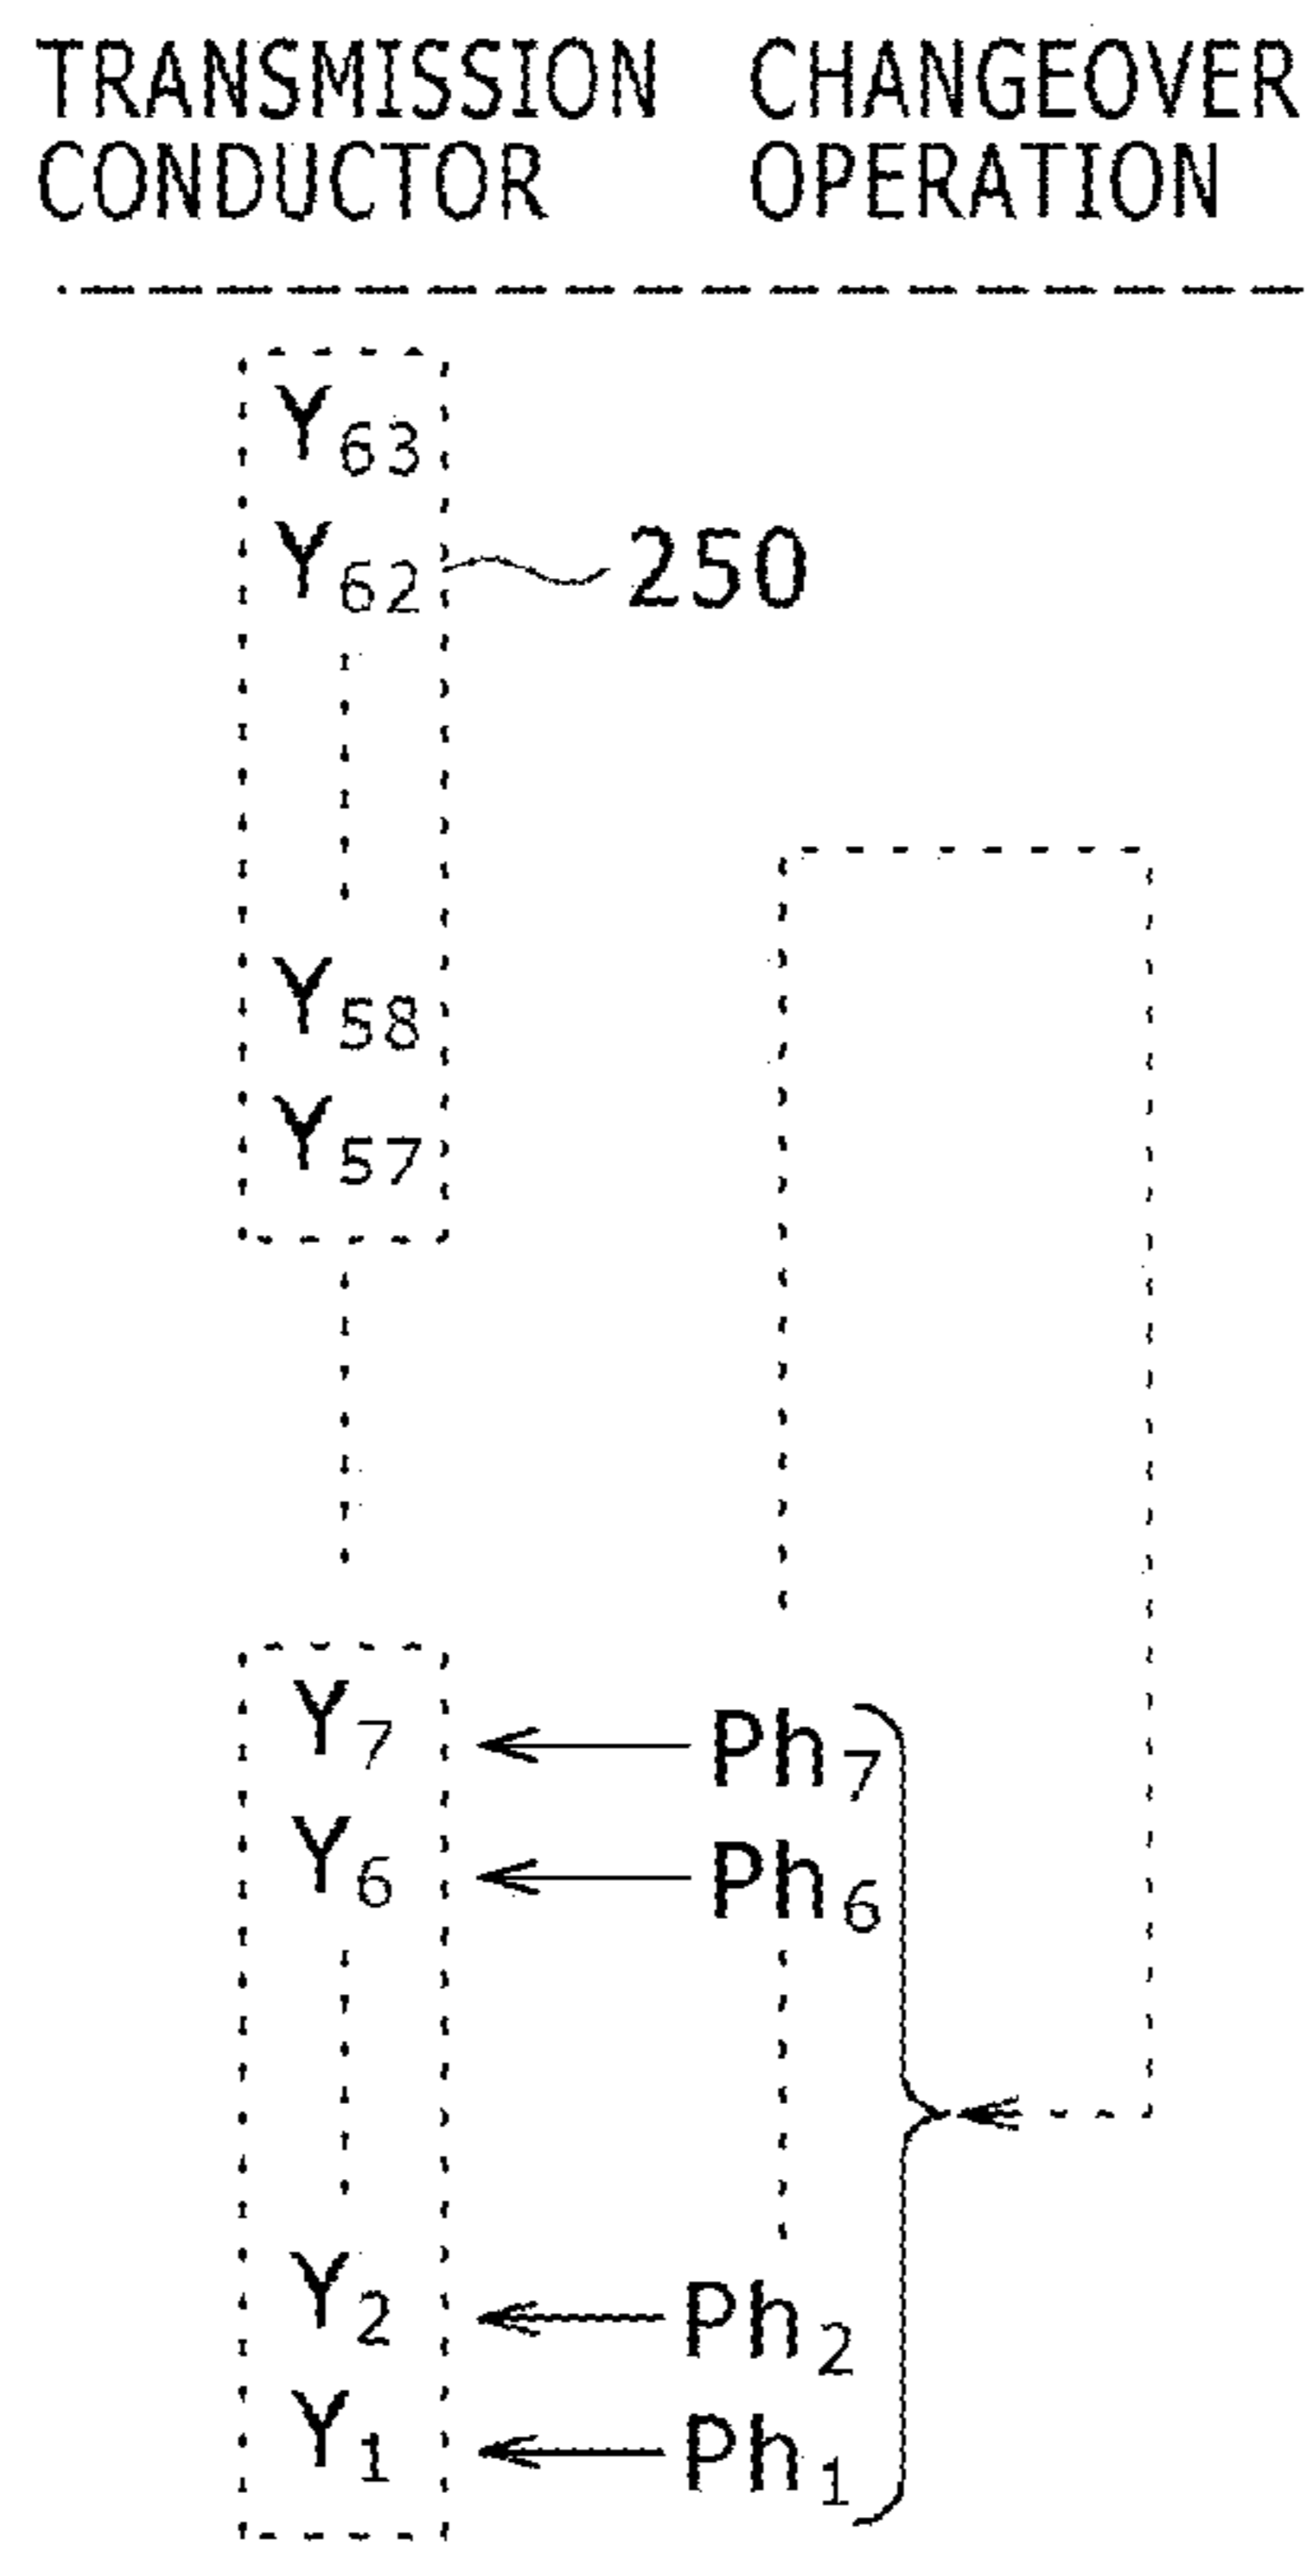 TRANSMISSION CHANGEOVER
CONDUCTOR OPERATION
Y63
Y62 250
Y58
Y57
Y7 Ph7
Y6 Ph6
Y2 Ph2
Y1 Ph1